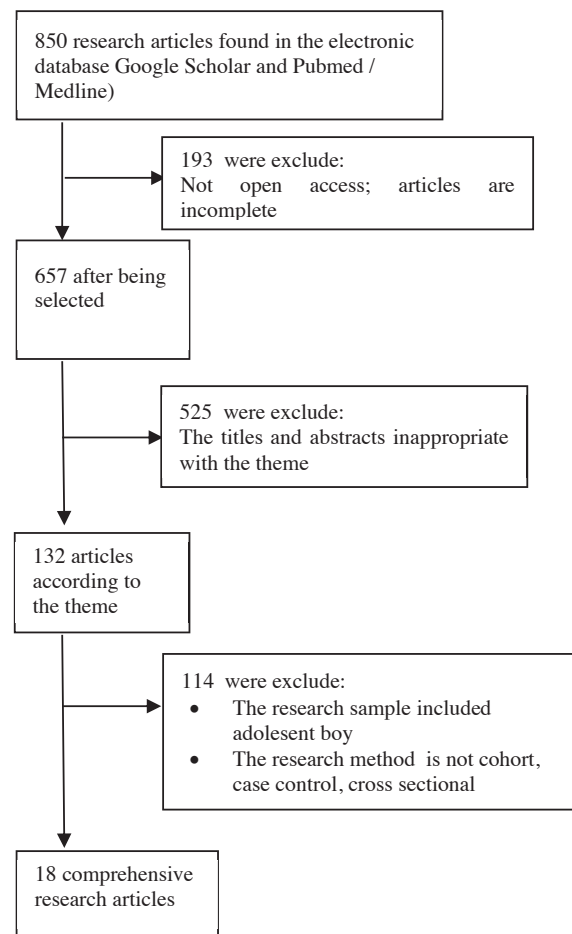 850 research articles found in the electronic
database Google Scholar and Pubmed /
Medline)
193 were exclude:
Not open access; articles are
incomplete
657 after being
selected
525 were exclude:
The titles and abstracts inappropriate
with the theme
132 articles
according to
the theme
114 were exclude:
• The research sample included
adolesent boy
• The research method is not cohort,
case control, cross sectional
18 comprehensive
research articles